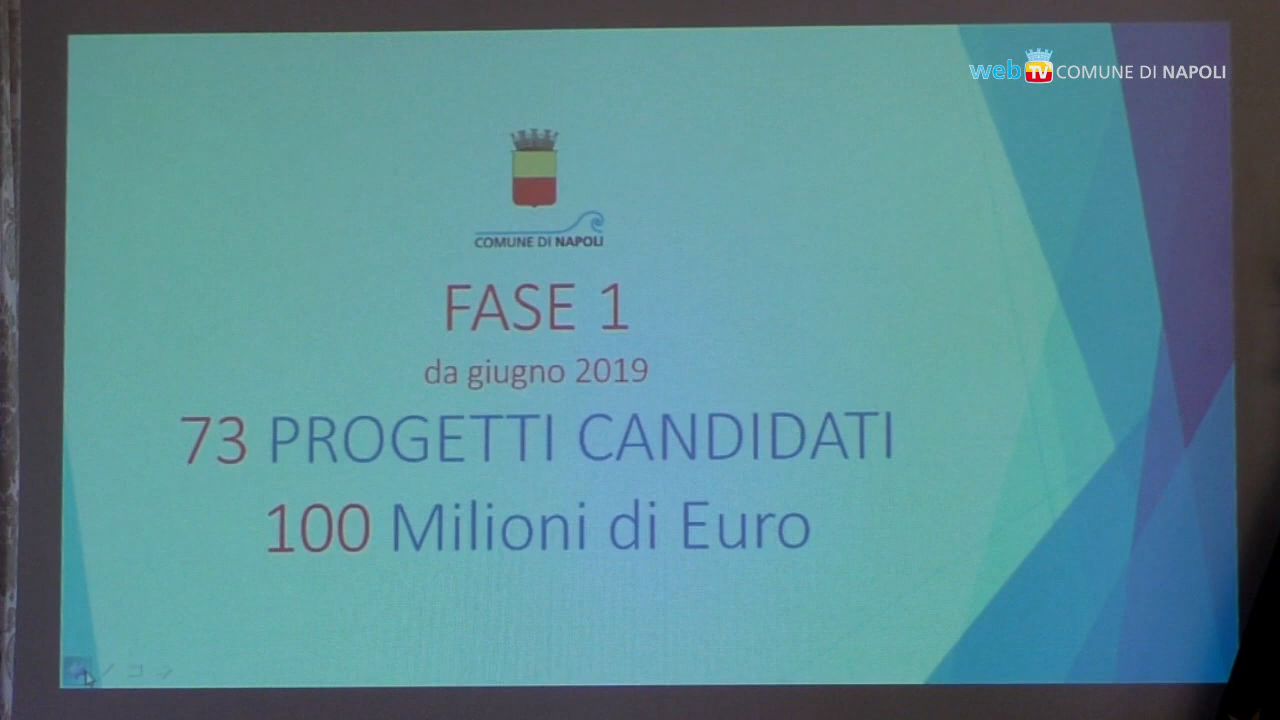 web TV COMUNE DI NAPOLI
COMUNE DI NAPOLI
FASE 1
da giugno 2019
73 PROGETTI CANDIDATI
100 Milioni di Euro